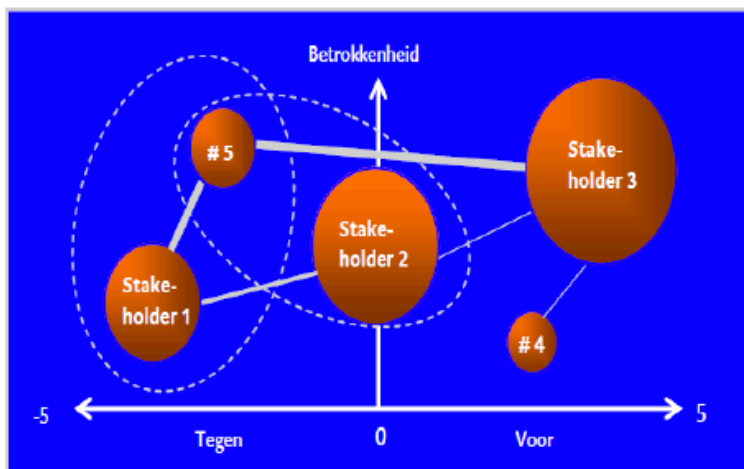 Betrokkenheid
# 5
Stake-
holder 3
Stake-
holder 2
Stake-
holder 1
# 4
-5
5
Tegen
0
Voor